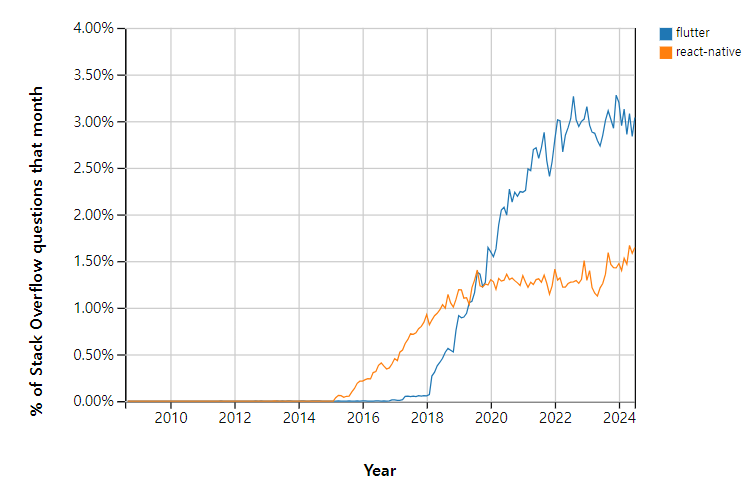 4.00%
3.50%
3.00%
2.50%
2.00%
1.50%
1.00%
0.50%
0.00%
% of Stack Overflow questions that month
2010 2012 2014 2016 2018 2020 2022 2024
Year
flutter
react-native